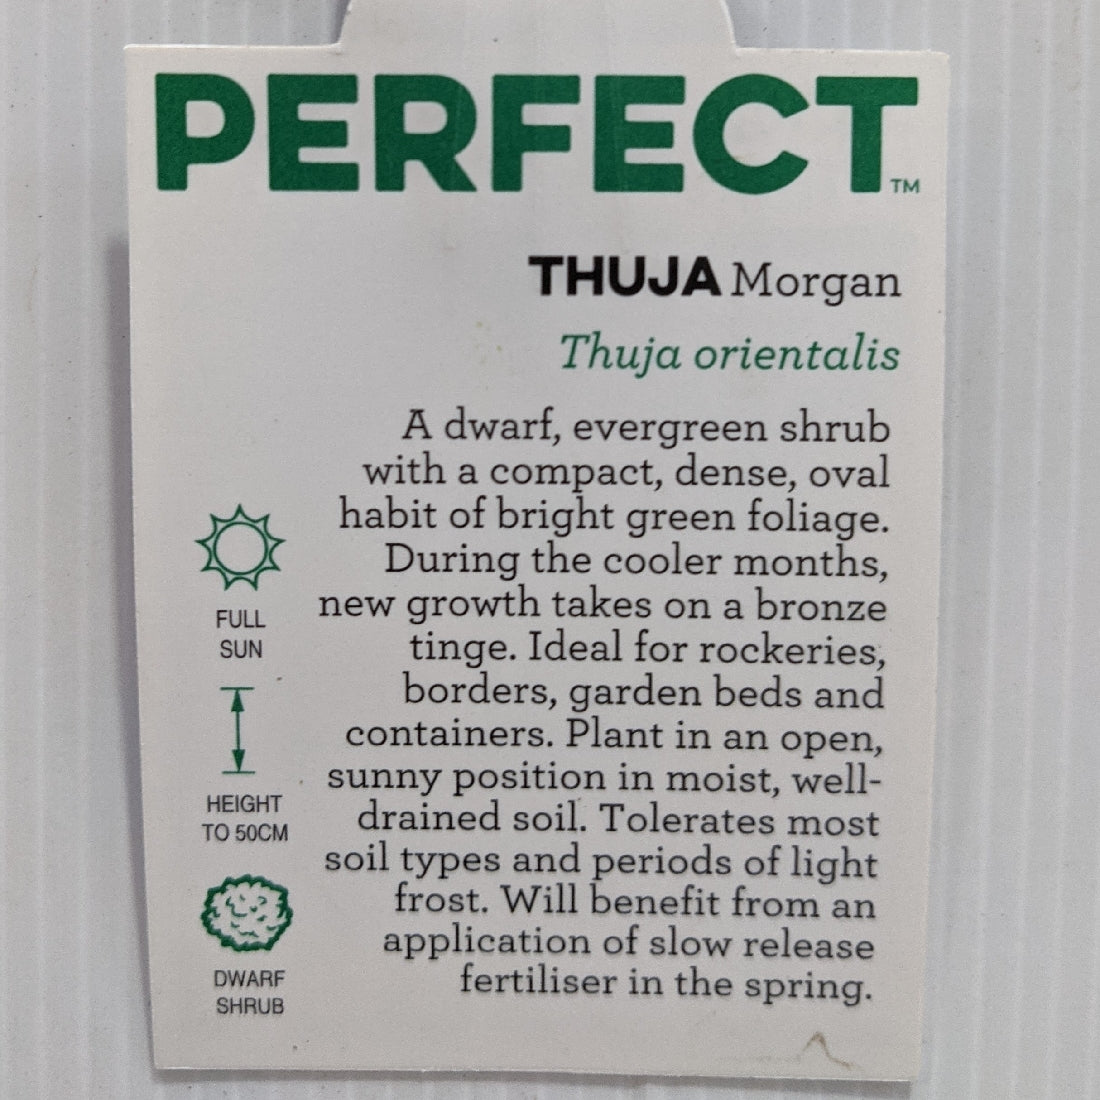 PERFECT™
THUJA Morgan
Thuja orientalis
A dwarf, evergreen shrub
with a compact, dense, oval
habit of bright green foliage.
During the cooler months,
new growth takes on a bronze
tinge. Ideal for rockeries,
borders, garden beds and
containers. Plant in an open,
sunny position in moist, well-
drained soil. Tolerates most
soil types and periods of light
frost. Will benefit from an
application of slow release
fertiliser in the spring.
FULL
SUN
HEIGHT
TO 50CM
DWARF
SHRUB